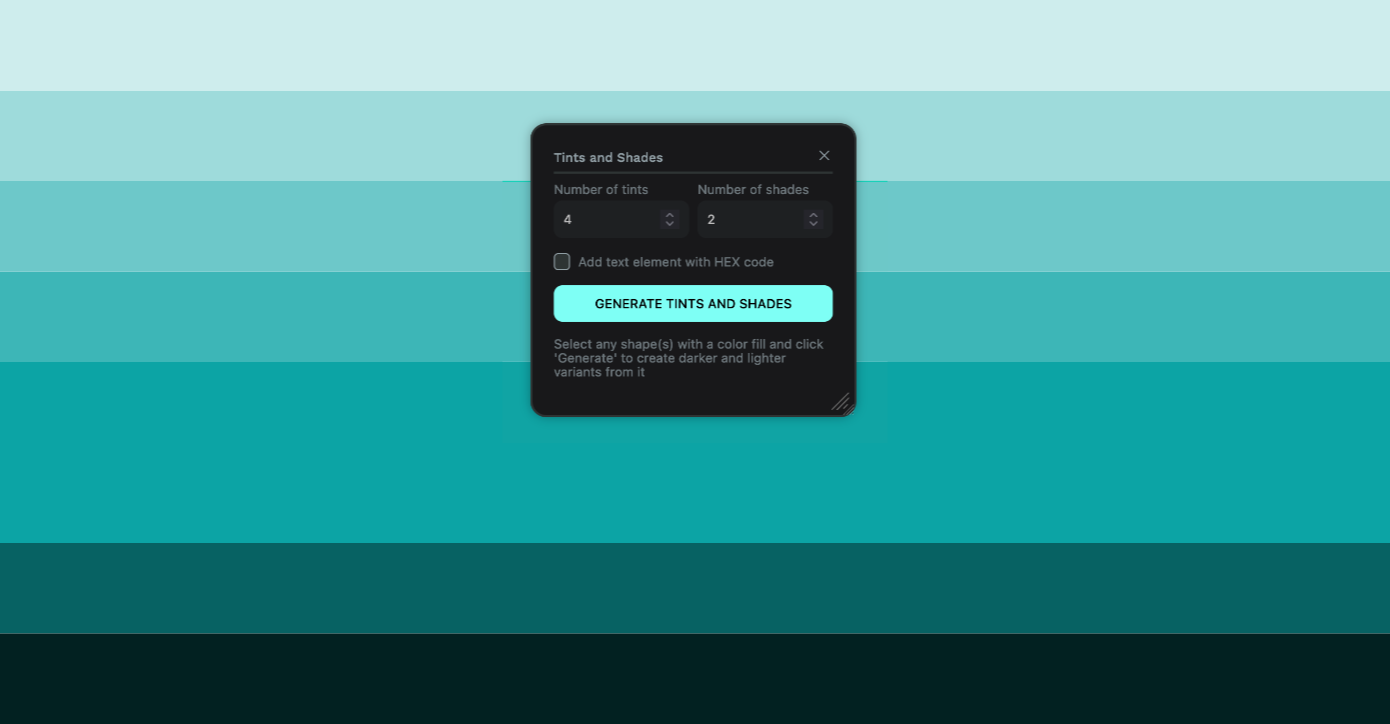 Tints and Shades
Number of tints
Number of shades
4
2
Add text element with HEX code
GENERATE TINTS AND SHADES
Select any shape(s) with a color fill and click
'Generate' to create darker and lighter
variants from it